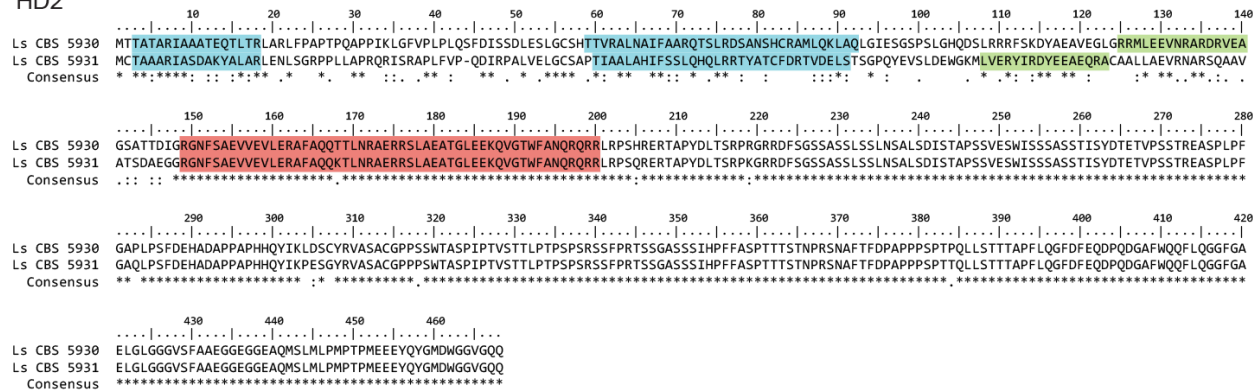 HD2
10 20 30 40 50 60 70 80 90 100 110 120 130 140
Ls CBS 5930 MTTATARIAAATEQTLTRLARLFPAPTPQAPPIKLGFVPLPLQSFDISSDLESLGCSHTTVRALNAIFAARQTSLRDSANSHCRAMLQKLAQLGIESGSPSLGHQDSLRRRFSKDYAEAVEGLGRRMLEEVNRARDRVEA
Ls CBS 5931 MCTAAARIASDAKYALARLENLSGRPPLLAPRQRISRAPLFVP-QDIRPALVELGCSAPTIAALAHIFSSLQHQLRRTYATCFDRTVDELSTSGPQYEVSLDEWGKMLVERYIRDYEEAEQRACAALLAEVRNARSQAAV
Consensus
150 160 170 180 190 200 210 220 230 240 250 260 270 280
Ls CBS 5930 GSATTDIGRGNFSAEVVEVLERAFAQQTTLNRAERRSLAEATGLEEKQVGTWFANQRQRRLRPSHRERTAPYDLTSRPRGRRDFSGSSASSLSSLNSALSDISTAPSSVESWISSSASSTISYDTETVPSSTREASPLPF
Ls CBS 5931 ATSDAEGGRGNFSAEVVEVLERAFAQQKTLNRAERRSLAEATGLEEKQVGTWFANQRQRRLRPSQRERTAPYDLTSRPKGRRDFSGSSASSLSSLNSALSDISTAPSSVESWISSSASSTISYDTETVPSSTREASPLPF
Consensus
290 300 310 320 330 340 350 360 370 380 390 400 410 420
Ls CBS 5930 GAPLPSFDEHADAPPAPHHQYIKLDSCYRVASACGPPSSWTASPIPTVSTTLPTPSPSRSSFPRTSSGASSSIHPFFASPTTTSTNPRSNAFTFDPAPPPSPTPQLLSTTTAPFLQGFDFEQDPQDGAFWQQFLQGGFGA
Ls CBS 5931 GAQLPSFDEHADAPPAPHHQYIKPESGYRVASACGPPPSWTASPIPTVSTTLPTPSPSRSSFPRTSSGASSSIHPFFASPTTTSTNPRSNAFTFDPAPPPSPTTQLLSTTTAPFLQGFDFEQDPQDGAFWQQFLQGGFGA
Consensus
430 440 450 460
Ls CBS 5930 ELGLGGGVSFAAEGGEGGEAQMSLMLPMPTPMEEEYQYGMDWGGVGQQ
Ls CBS 5931 ELGLGGGVSFAAEGGEGGEAQMSLMLPMPTPMEEEYQYGMDWGGVGQQ
Consensus ************************************************